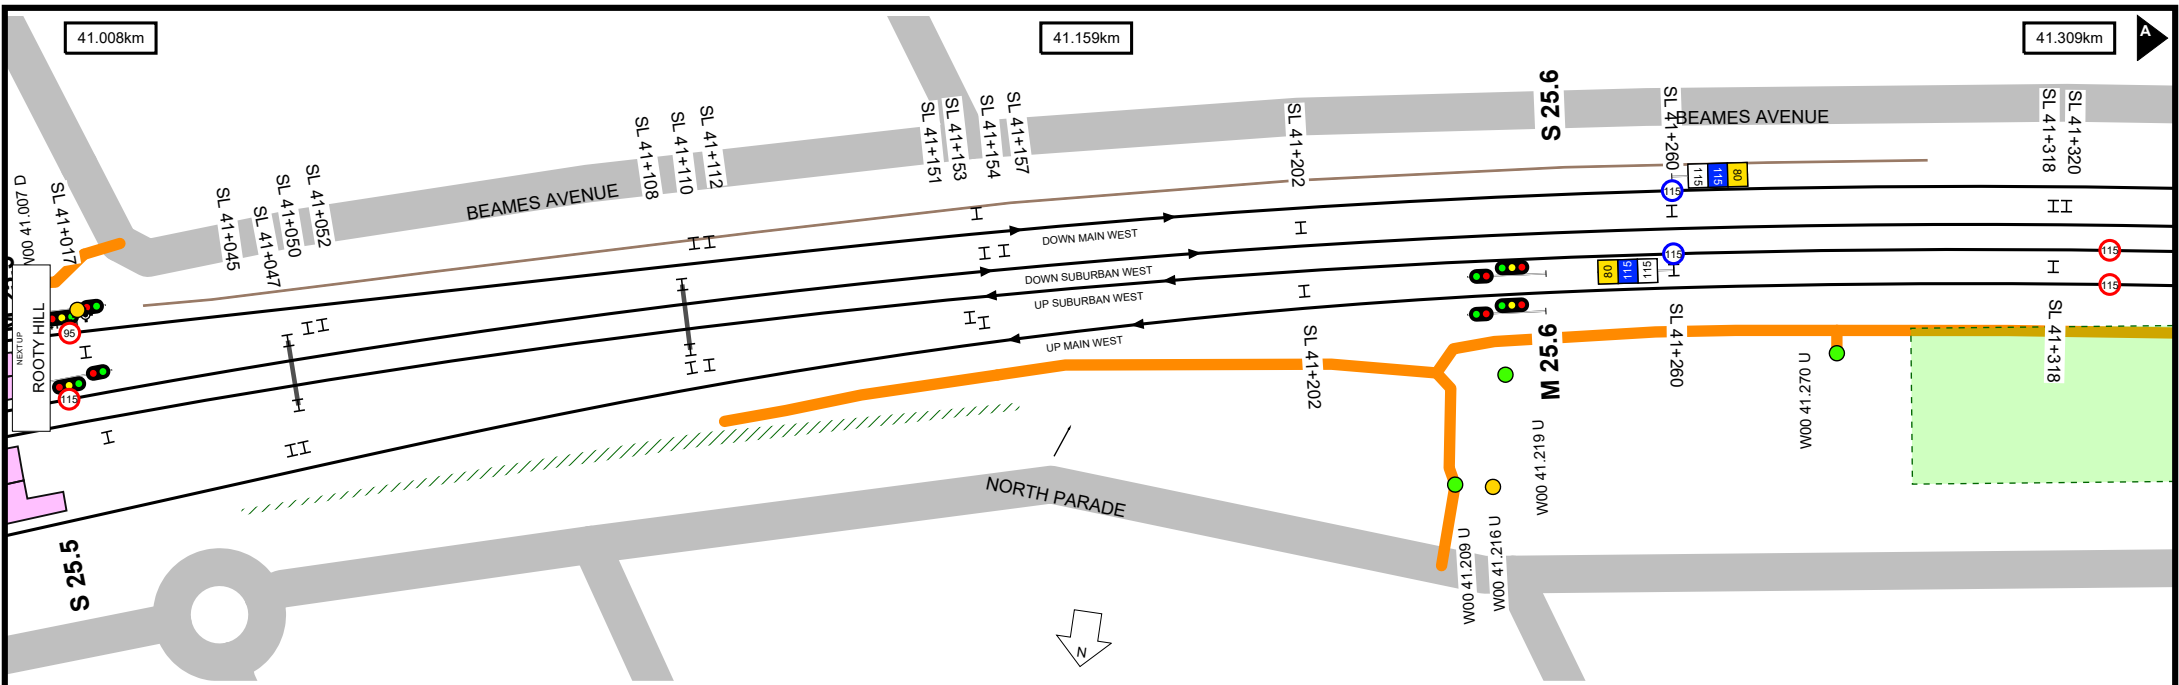 41.008km
41.159km
41.309km
A
W00 41.007 D
SL 41+017
SL 41+045
SL 41+047
SL 41+050
SL 41+052
SL 41+108
SL 41+110
SL 41+112
SL 41+151
SL 41+153
SL 41+154
SL 41+157
SL 41+202
S 25.6
SL 41+260
SL 41+318
SL 41+320
BEAMES AVENUE
BEAMES AVENUE
115
115
80
115
DOWN MAIN WEST
DOWN SUBURBAN WEST
UP SUBURBAN WEST
UP MAIN WEST
115
80
115
115
115
115
NEXT UP
ROOTY HILL
95
115
SL 41+202
M 25.6
SL 41+260
SL 41+318
W00 41.270 U
W00 41.219 U
W00 41.209 U
W00 41.216 U
NORTH PARADE
S 25.5
N